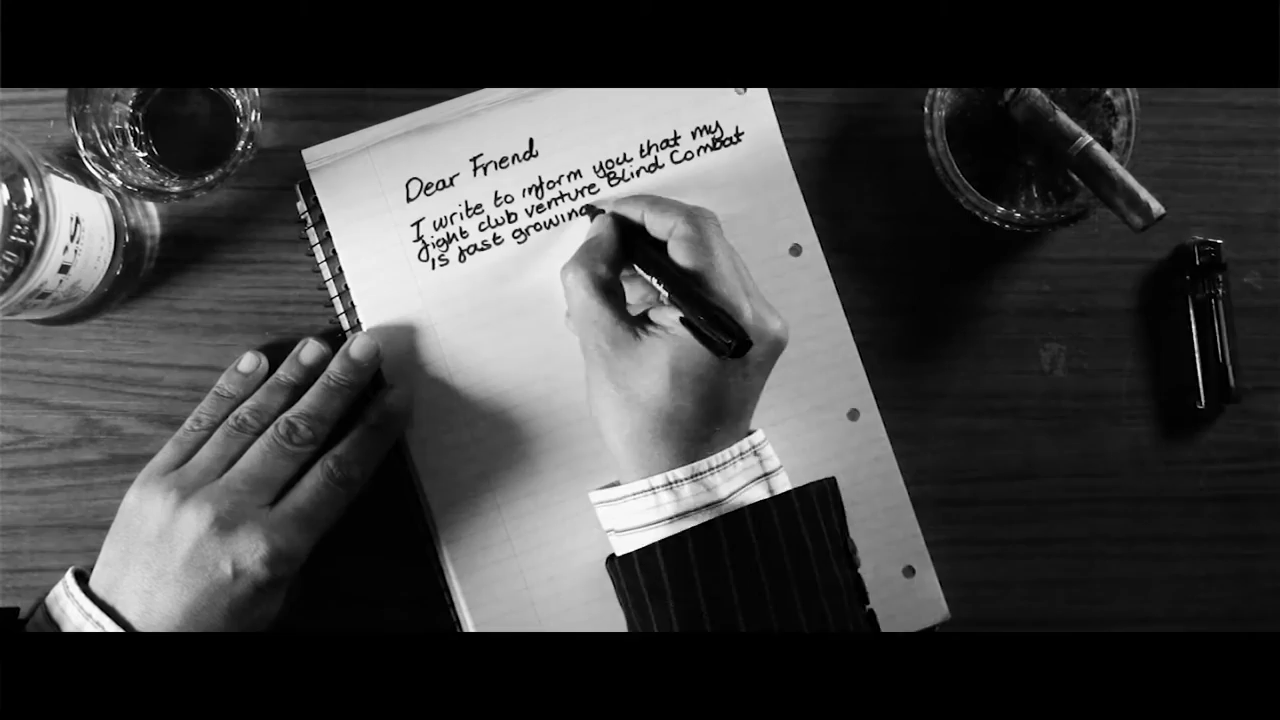 Dear Friend
I write to inform you that my
fight club venture Blind Combat
is fast growing